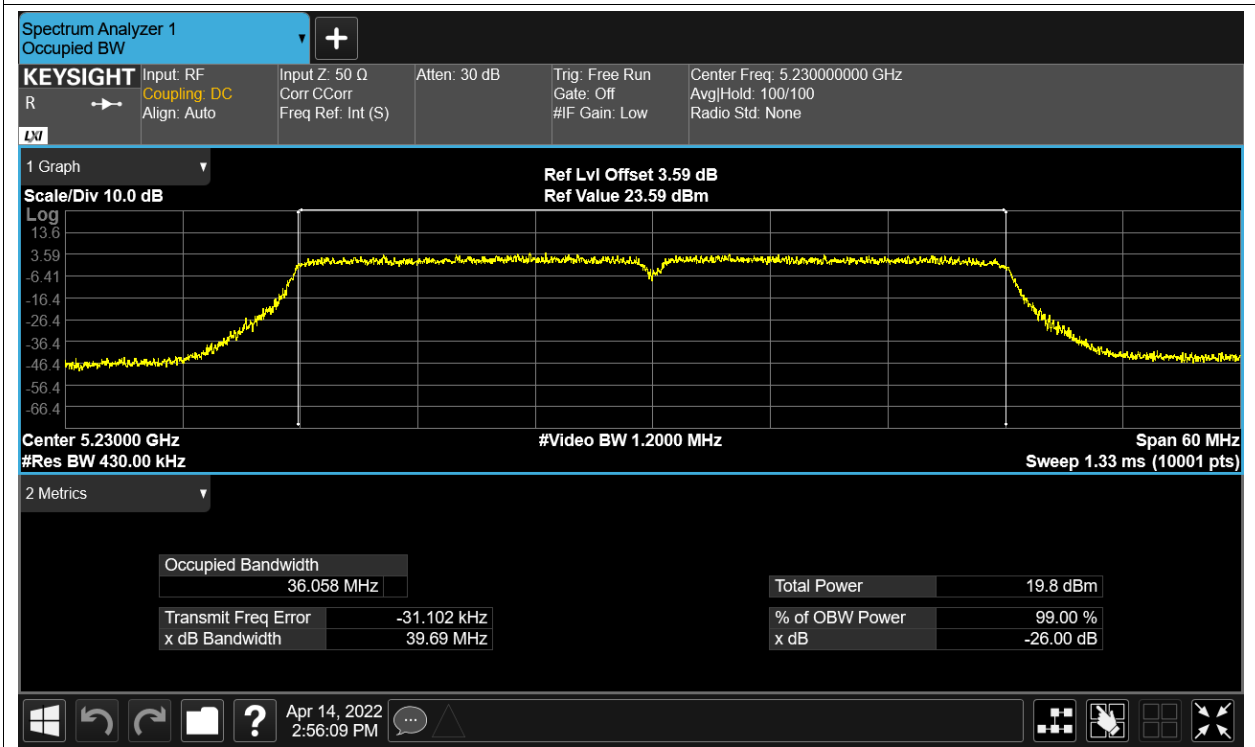 Spectrum Analyzer 1
Occupied BW
KEYSIGHT
R
LXI
Input: RF
Coupling: DC
Align: Auto
Input Z: 50 Ω
Corr CCorr
Freq Ref: Int (S)
Atten: 30 dB
Trig: Free Run
Gate: Off
#IF Gain: Low
Center Freq: 5.230000000 GHz
Avg|Hold: 100/100
Radio Std: None
1 Graph
Ref Lvl Offset 3.59 dB
Scale/Div 10.0 dB
Ref Value 23.59 dBm
Log
13.6
3.59
-6.41
-16.4
-26.4
-36.4
-46.4
-56.4
-66.4
Center 5.23000 GHz
#Video BW 1.2000 MHz
Span 60 MHz
#Res BW 430.00 kHz
Sweep 1.33 ms (10001 pts)
2 Metrics
Occupied Bandwidth
36.058 MHz
Total Power 19.8 dBm
Transmit Freq Error -31.102 kHz
% of OBW Power 99.00 %
x dB Bandwidth 39.69 MHz
x dB -26.00 dB
?
Apr 14, 2022
2:56:09 PM